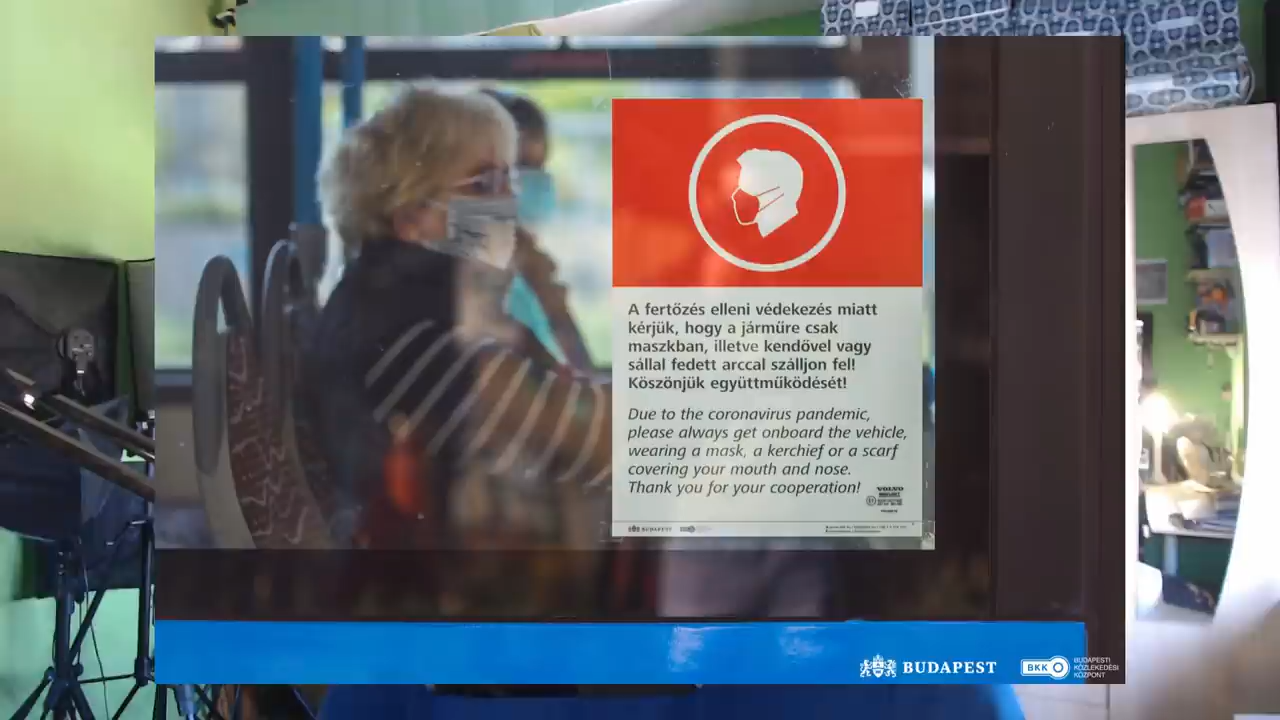 A fertőzés elleni védekezés miatt
kérjük, hogy a járműre csak
maszkban, illetve kendővel vagy
sállal fedett arccal szálljon fel!
Köszönjük együttműködését!
Due to the coronavirus pandemic,
please always get onboard the vehicle,
wearing a mask, a kerchief or a scarf
covering your mouth and nose.
Thank you for your cooperation!
VOLVO
BUDAPEST
BUDAPEST
BKK
BUDAPESTI
KÖZLEKEDÉSI
KÖZPONT